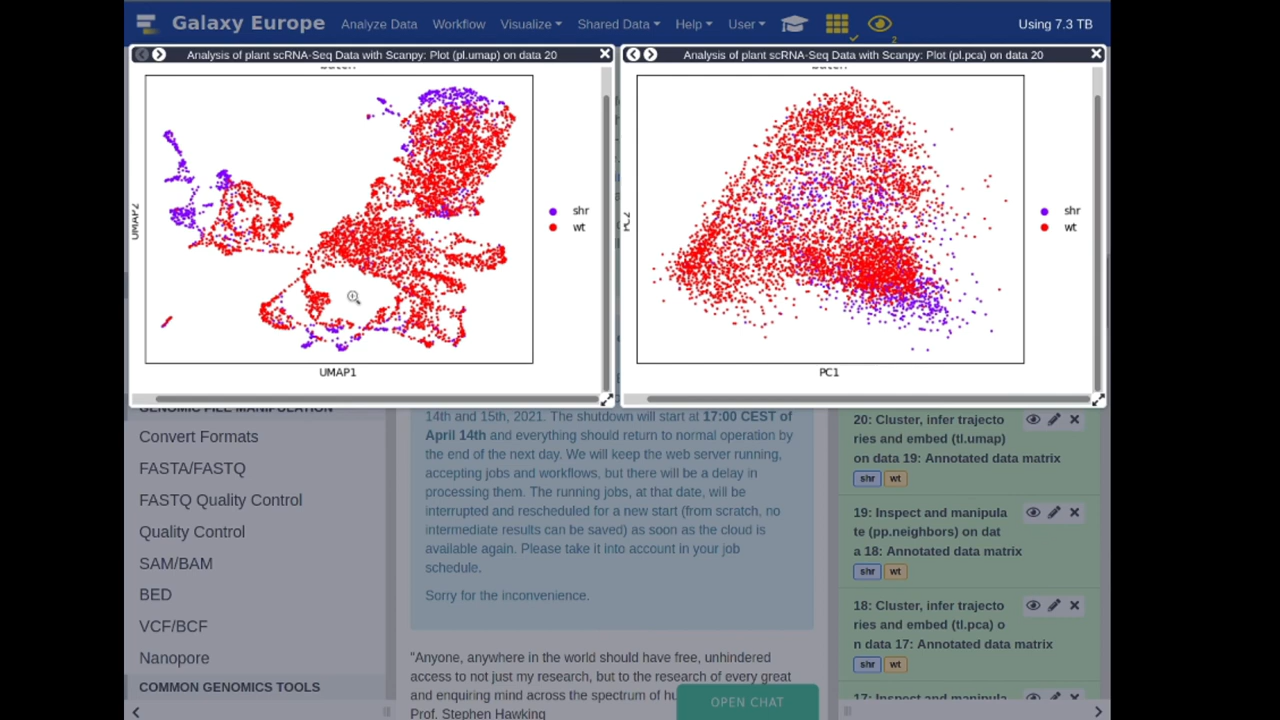 Galaxy Europe
Analyze Data Workflow Visualize Shared Data Help User
Using 7.3 TB
2
Analysis of plant scRNA-Seq Data with Scanpy: Plot (pl.umap) on data 20
UMAP2
shr
wt
UMAP1
Analysis of plant scRNA-Seq Data with Scanpy: Plot (pl.pca) on data 20
shr
wt
PC1
GENOMIC FILE MANIPULATION
Convert Formats
FASTA/FASTQ
FASTQ Quality Control
Quality Control
SAM/BAM
BED
VCF/BCF
Nanopore
COMMON GENOMICS TOOLS
14th and 15th, 2021. The shutdown will start at 17:00 CEST of
April 14th and everything should return to normal operation by
the end of the next day. We will keep the web server running,
accepting jobs and workflows, but there will be a delay in
processing them. The running jobs, at that date, will be
interrupted and rescheduled for a new start (from scratch, no
intermediate results can be saved) as soon as the cloud is
available again. Please take it into account in your job
schedule.
Sorry for the inconvenience.
"Anyone, anywhere in the world should have free, unhindered
access to not just my research, but to the research of every great
and enquiring mind across the spectrum of
Prof. Stephen Hawking
OPEN CHAT
20: Cluster, infer trajecto
ries and embed (tl.umap)
on data 19: Annotated data matrix
shr wt
19: Inspect and manipula
te (pp.neighbors) on dat
a 18: Annotated data matrix
shr wt
18: Cluster, infer trajecto
ries and embed (tl.pca) o
n data 17: Annotated data matrix
shr wt
17: Inspect and manipula